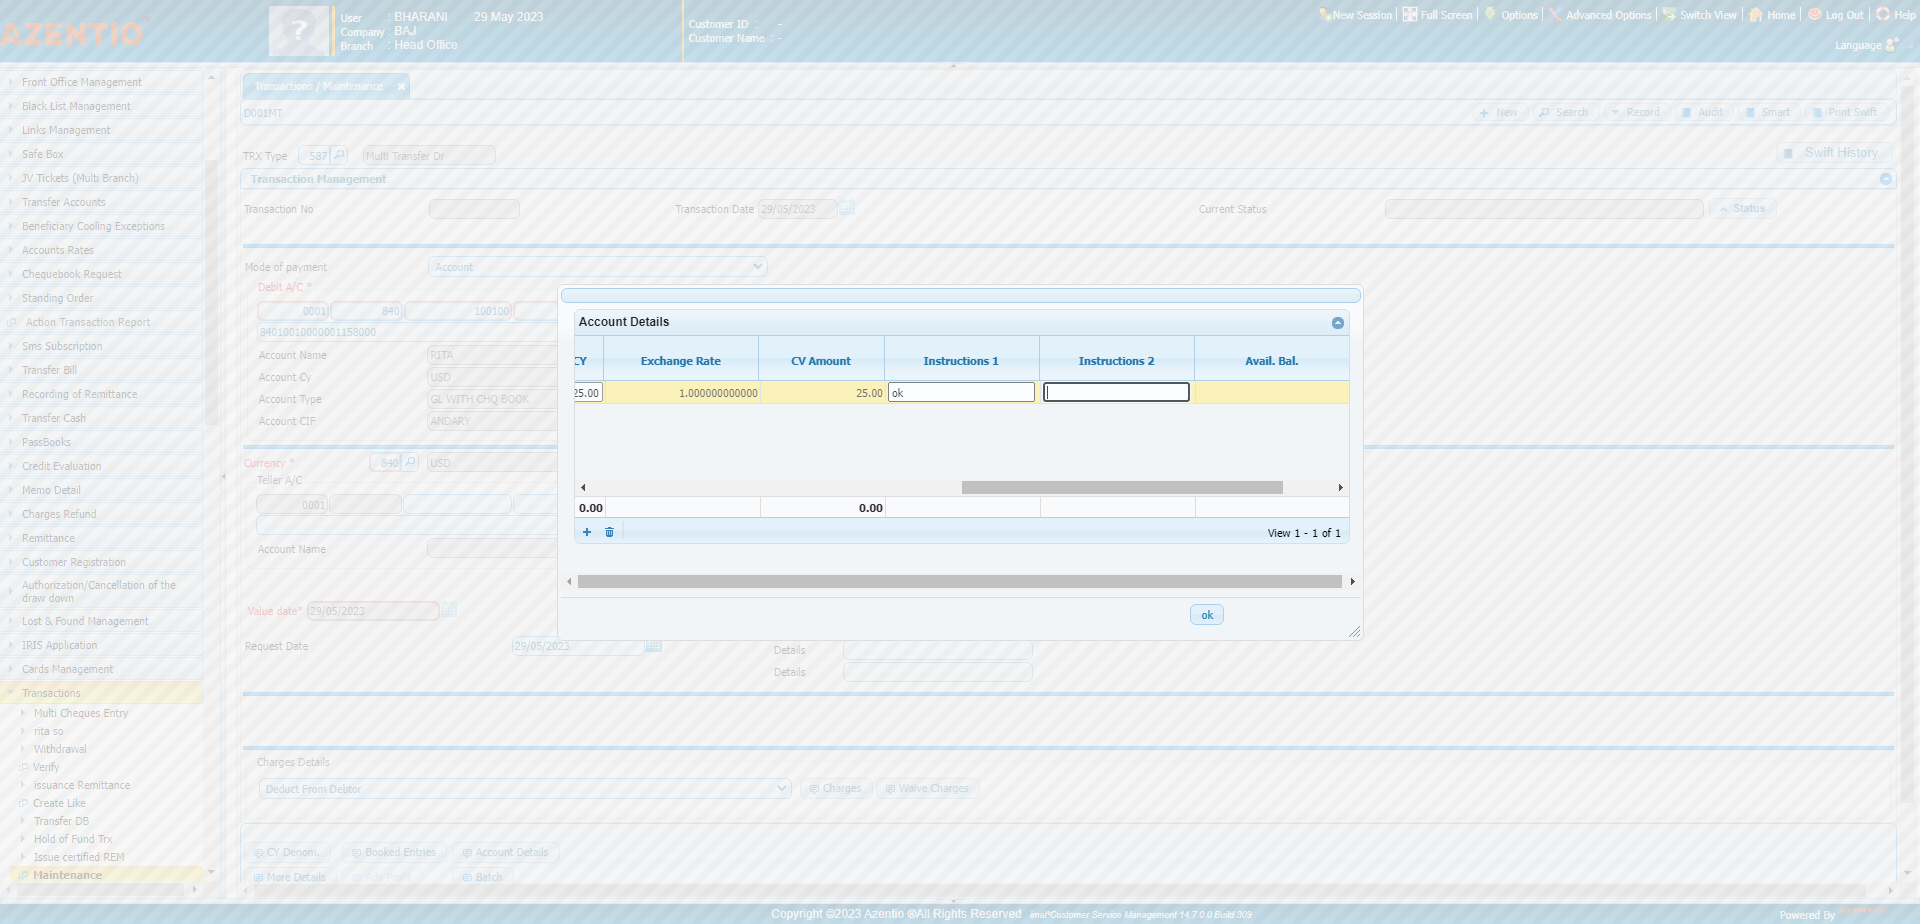 AZENTIO
User : BHARANI 29 May 2023
Company : BAJ
Branch : Head Office
Customer ID : -
Customer Name : -
New Session Full Screen Options Advanced Options Switch View Home Log Out Help
Language
Front Office Management
Black List Management
Links Management
Safe Box
JV Tickets (Multi Branch)
Transfer Accounts
Beneficiary Cooling Exceptions
Accounts Rates
Chequebook Request
Standing Order
Action Transaction Report
Sms Subscription
Transfer Bill
Recording of Remittance
Transfer Cash
PassBooks
Credit Evaluation
Memo Detail
Charges Refund
Remittance
Customer Registration
Authorization/Cancellation of the
draw down
Lost & Found Management
IRIS Application
Cards Management
Transactions
Multi Cheques Entry
rita so
Withdrawal
Verify
issuance Remittance
Create Like
Transfer DB
Hold of Fund Trx
Issue certified REM
Maintenance
Transactions / Maintenance
D001MT
New Search Record Audit Smart Print Swift
TRX Type 587 Multi Transfer Dr
Swift History
Transaction Management
Transaction No Transaction Date 29/05/2023 Current Status Status
Mode of payment Account
Debit A/C *
0001 840 100100
84010010000001158000
Account Name RITA
Account Cy USD
Account Type GL WITH CHQ BOOK
Account CIF ANDARY
Currency * 840 USD
Teller A/C
0001
Account Name
Value date* 29/05/2023
Request Date 29/05/2023
Details
Details
Charges Details
Deduct From Debtor Charges Waive Charges
CY Denom. Booked Entries Account Details
More Details Adv Profit Batch
Account Details
CY Exchange Rate CV Amount Instructions 1 Instructions 2 Avail. Bal.
25.00 1.000000000000 25.00 ok
0.00 0.00
View 1 - 1 of 1
ok
Copyright ©2023 Azentio ®All Rights Reserved imal*Customer Service Management 14.7.0.0 Build 309
Powered By